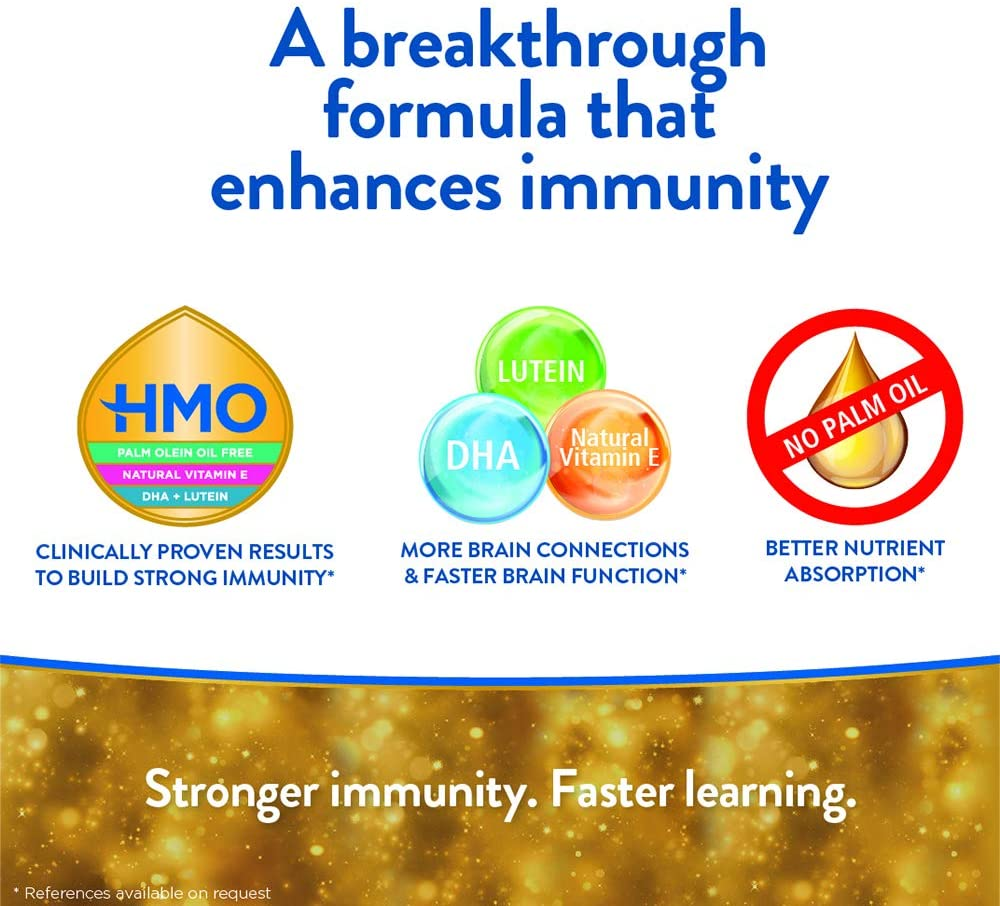 A breakthrough
formula that
enhances immunity
HMO
PALM OLEIN OIL FREE
NATURAL VITAMIN E
DHA + LUTEIN
CLINICALLY PROVEN RESULTS
TO BUILD STRONG IMMUNITY*
LUTEIN
DHA
Natural
Vitamin E
MORE BRAIN CONNECTIONS
& FASTER BRAIN FUNCTION*
NO PALM OIL
BETTER NUTRIENT
ABSORPTION*
Stronger immunity. Faster learning.
* References available on request